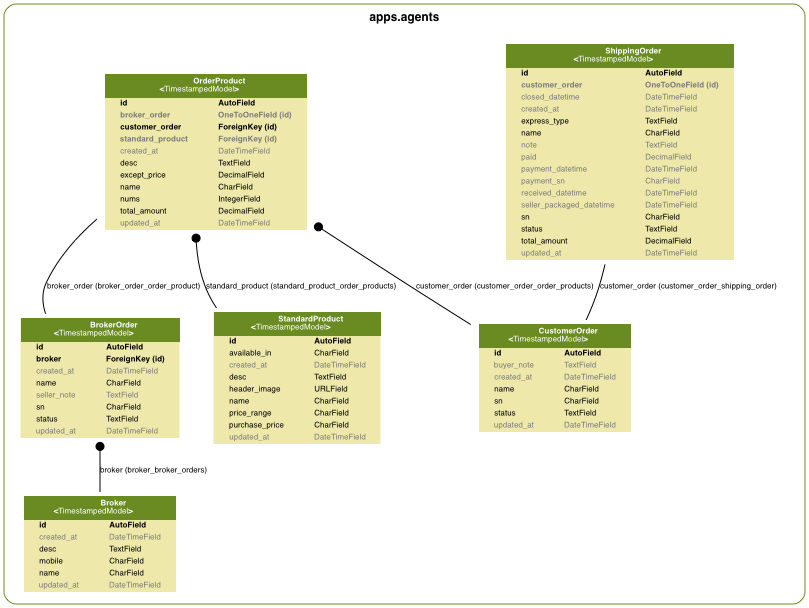 apps.agents
OrderProduct
<TimestampedModel>
id AutoField
broker_order OneToOneField (id)
customer_order ForeignKey (id)
standard_product ForeignKey (id)
created_at DateTimeField
desc TextField
except_price DecimalField
name CharField
nums IntegerField
total_amount DecimalField
updated_at DateTimeField
ShippingOrder
<TimestampedModel>
id AutoField
customer_order OneToOneField (id)
closed_datetime DateTimeField
created_at DateTimeField
express_type TextField
name CharField
note TextField
paid DecimalField
payment_datetime DateTimeField
payment_sn CharField
received_datetime DateTimeField
seller_packaged_datetime DateTimeField
sn CharField
status TextField
total_amount DecimalField
updated_at DateTimeField
broker_order (broker_order_order_product)
standard_product (standard_product_order_products)
customer_order (customer_order_order_products)
customer_order (customer_order_shipping_order)
BrokerOrder
<TimestampedModel>
id AutoField
broker ForeignKey (id)
created_at DateTimeField
name CharField
seller_note TextField
sn CharField
status TextField
updated_at DateTimeField
StandardProduct
<TimestampedModel>
id AutoField
available_in CharField
created_at DateTimeField
desc TextField
header_image URLField
name CharField
price_range CharField
purchase_price CharField
updated_at DateTimeField
CustomerOrder
<TimestampedModel>
id AutoField
buyer_note TextField
created_at DateTimeField
name CharField
sn CharField
status TextField
updated_at DateTimeField
broker (broker_broker_orders)
Broker
<TimestampedModel>
id AutoField
created_at DateTimeField
desc TextField
mobile CharField
name CharField
updated_at DateTimeField